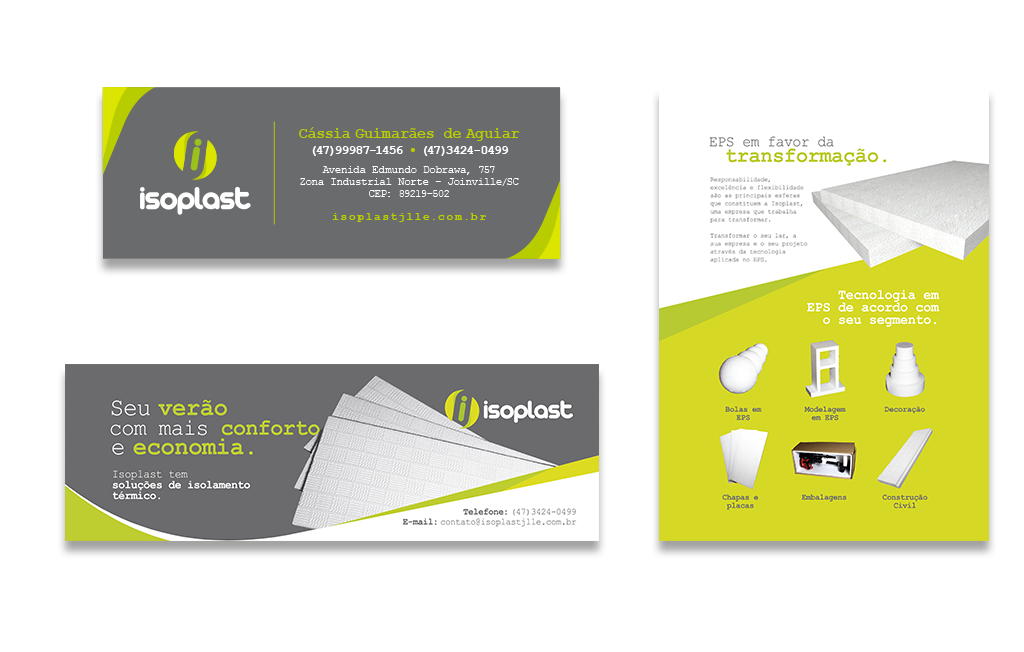 isoplast
Cássia Guimarães de Aguiar
(47)99987-1456 • (47)3424-0499
Avenida Edmundo Dobrawa, 757
Zona Industrial Norte - Joinville/SC
CEP: 89219-502
isoplastjlle.com.br
Seu verão
com mais conforto
e economia.
Isoplast tem
soluções de isolamento
térmico.
isoplast
Telefone: (47)3424-0499
E-mail: contato@isoplastjlle.com.br
EPS em favor da
transformação.
Responsabilidade,
excelência e flexibilidade
são as principais esferas
que constituem a Isoplast,
uma empresa que trabalha
para transformar.
Transformar o seu lar, a
sua empresa e o seu projeto
através da tecnologia
aplicada no EPS.
Tecnologia em
EPS de acordo com
o seu segmento.
Bolas em
EPS
Modelagem
em EPS
Decoração
Chapas e
placas
Embalagens
Construção
Civil